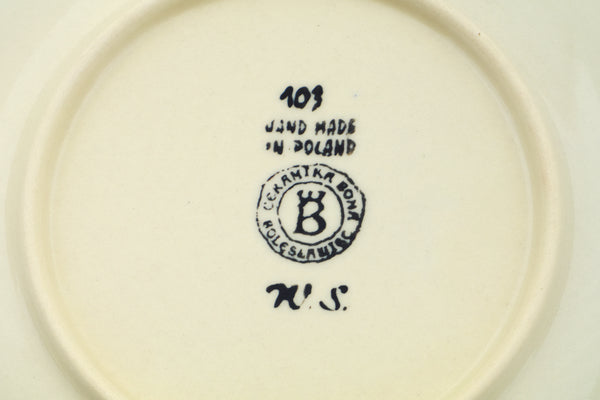 103
HAND MADE
IN POLAND
CERAMIKA BONA
BOLESŁAWIEC
B
W. S.